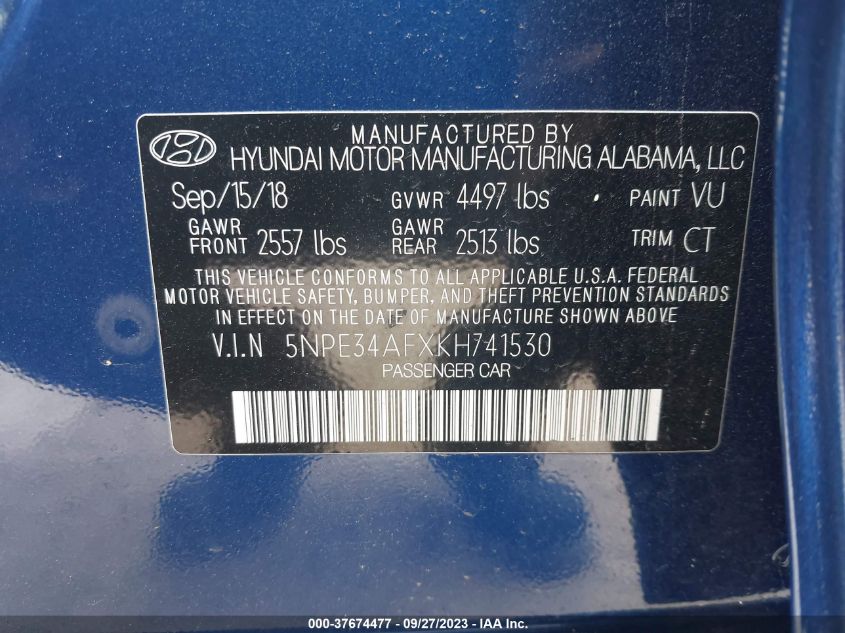 MANUFACTURED BY
HYUNDAI MOTOR MANUFACTURING ALABAMA, LLC
Sep/15/18 GVWR 4497 lbs • PAINT VU
GAWR FRONT 2557 lbs GAWR REAR 2513 lbs TRIM CT
THIS VEHICLE CONFORMS TO ALL APPLICABLE U.S.A. FEDERAL
MOTOR VEHICLE SAFETY, BUMPER, AND THEFT PREVENTION STANDARDS
IN EFFECT ON THE DATE OF MANUFACTURE SHOWN ABOVE
V.I.N 5NPE34AFXKH741530
PASSENGER CAR
000-37674477 - 09/27/2023 - IAA Inc.